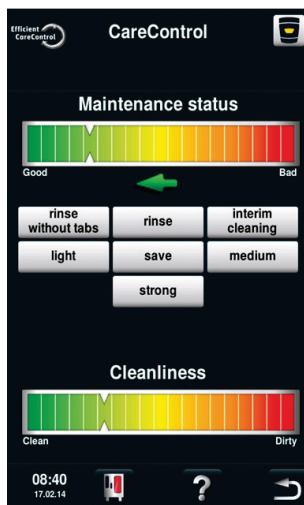 Efficient
CareControl
CareControl
Maintenance status
Good Bad
rinse without tabs
rinse
interim cleaning
light save medium
strong
Cleanliness
Clean Dirty
08:40
17.02.14
?